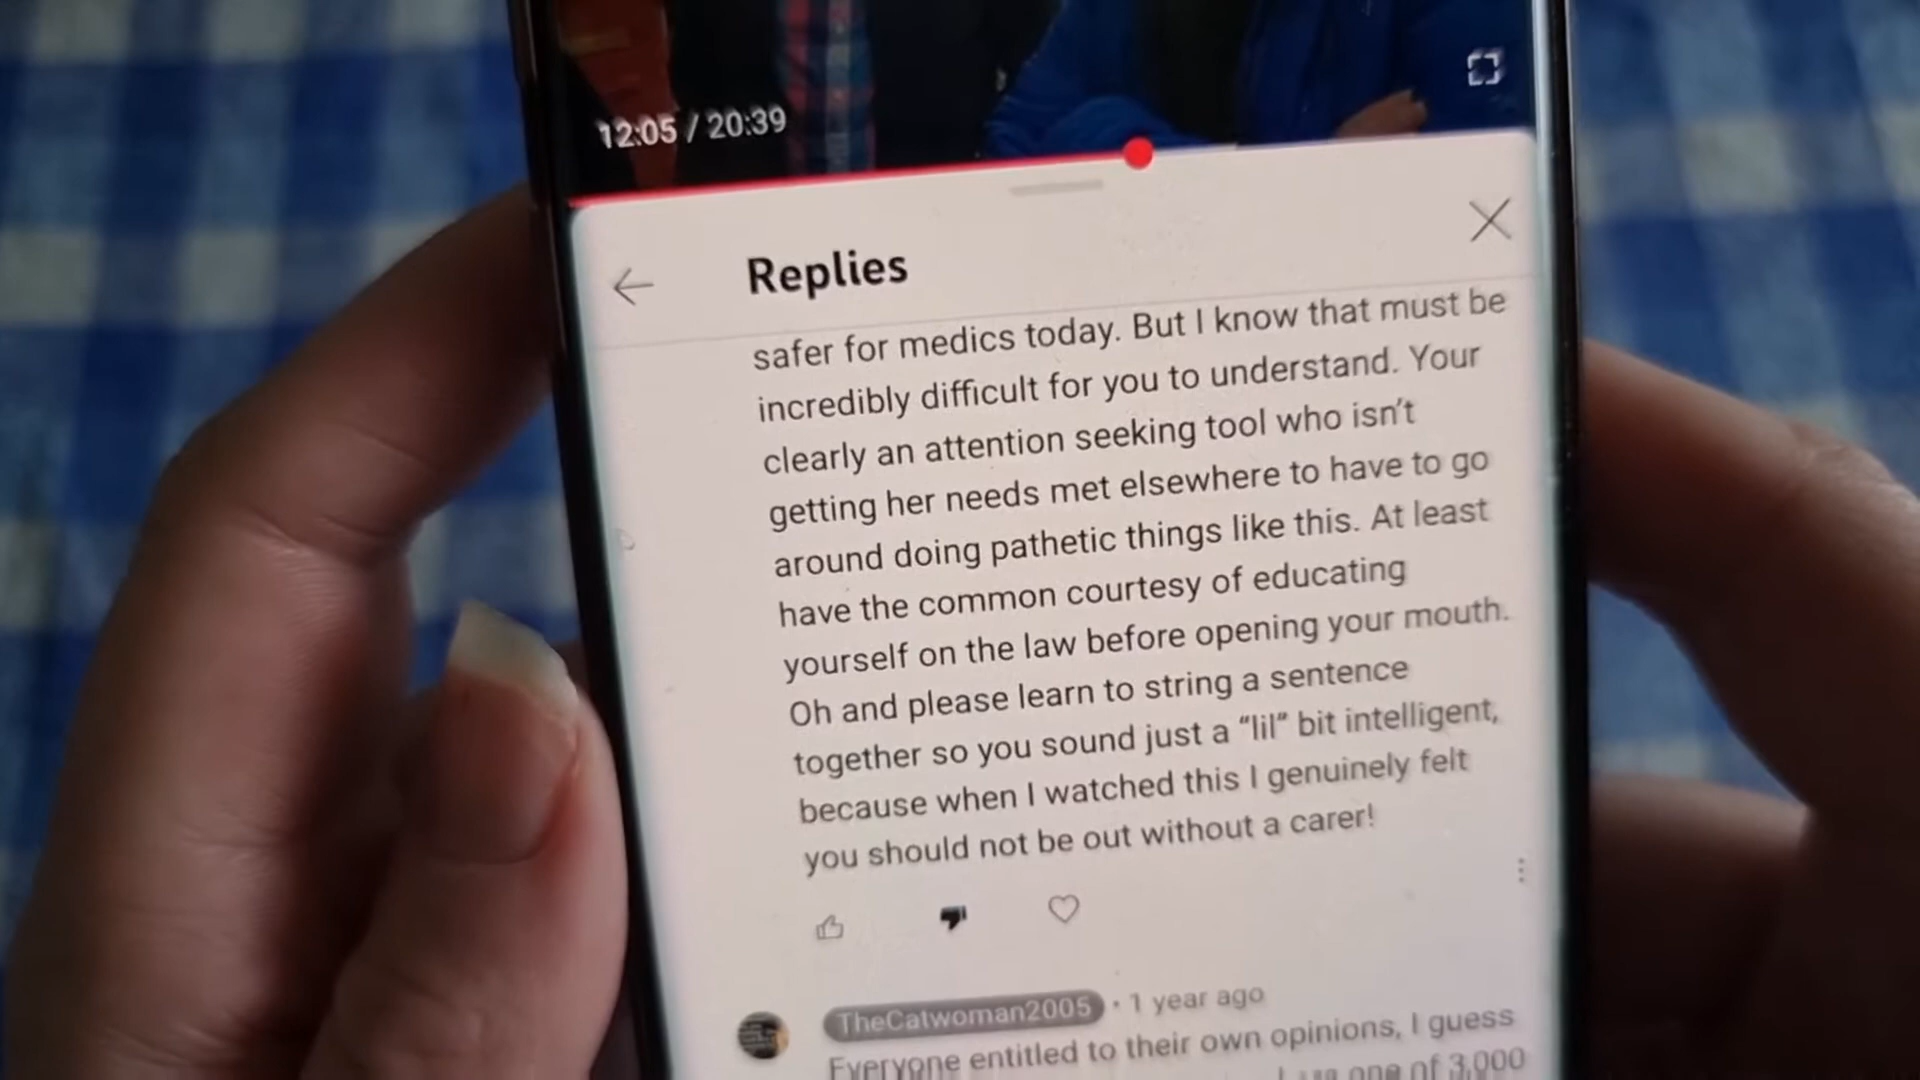 12:05 / 20:39
Replies
safer for medics today. But I know that must be
incredibly difficult for you to understand. Your
clearly an attention seeking tool who isn't
getting her needs met elsewhere to have to go
around doing pathetic things like this. At least
have the common courtesy of educating
yourself on the law before opening your mouth.
Oh and please learn to string a sentence
together so you sound just a “lil” bit intelligent,
because when I watched this I genuinely felt
you should not be out without a carer!
TheCatwoman2005 · 1 year ago
Everyone entitled to their own opinions, I guess
one of 3,000